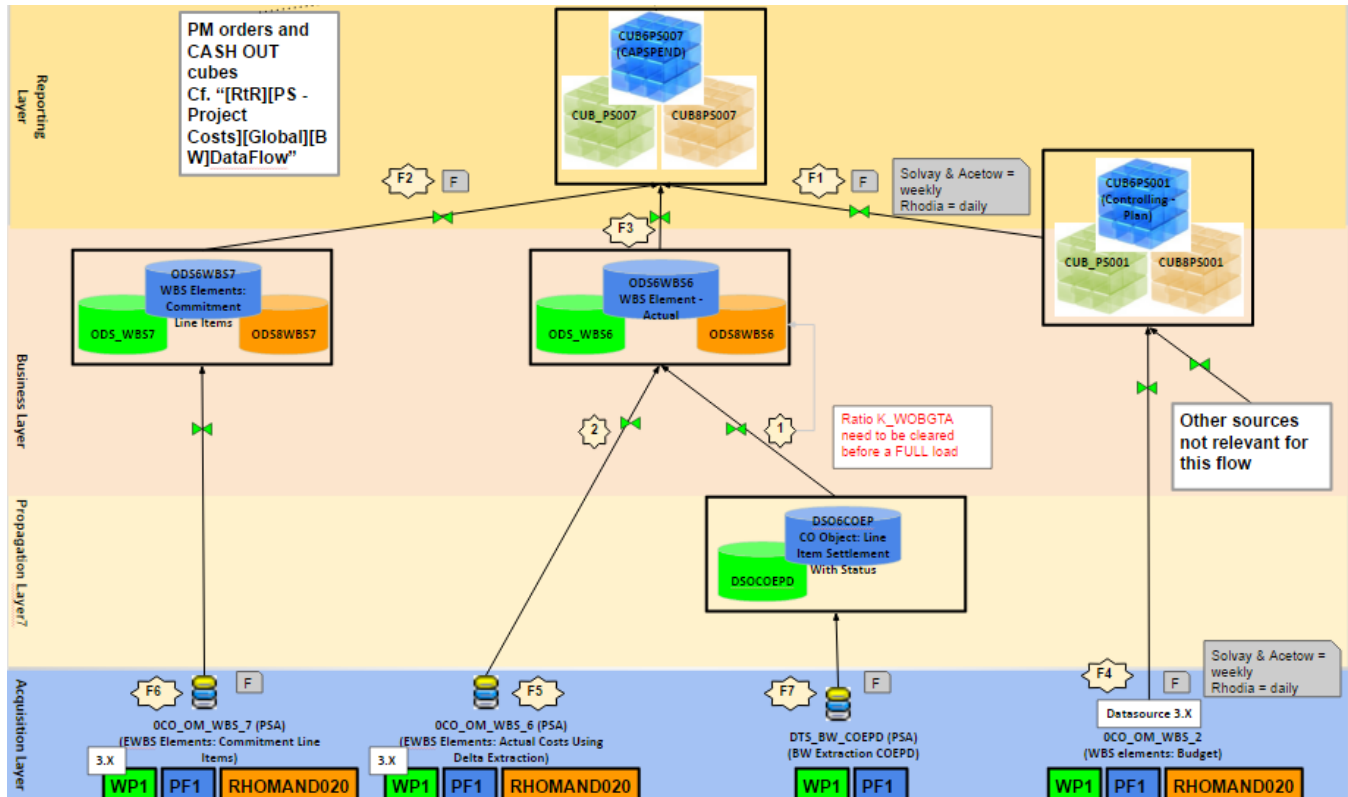 PM orders and
CASH OUT
cubes
Cf. “[RtR][PS -
Project
Costs][Global][B
W]DataFlow”
CUB6PS007
(CAPSPEND)
CUB_PS007
CUB8PS007
Reporting
Layer
F2
F
F1
F
Solvay & Acetow =
weekly
Rhodia = daily
CUB6PS001
(Controlling -
Plan)
CUB_PS001
CUB8PS001
F3
ODS6WBS7
WBS Elements:
Commitment
Line Items
ODS_WBS7
ODS8WBS7
ODS6WBS6
WBS Element -
Actual
ODS_WBS6
ODS8WBS6
Business Layer
2
1
Ratio K_WOBGTA
need to be cleared
before a FULL load
Other sources
not relevant for
this flow
Propagation Layer7
DSO6COEP
CO Object: Line
Item Settlement
With Status
DSOCOEPD
Acquisition Layer
F6
F
0CO_OM_WBS_7 (PSA)
(EWBS Elements: Commitment Line
Items)
3.X
WP1
PF1
RHOMAND020
F5
0CO_OM_WBS_6 (PSA)
(EWBS Elements: Actual Costs Using
Delta Extraction)
3.X
WP1
PF1
RHOMAND020
F7
F
DTS_BW_COEPD (PSA)
(BW Extraction COEPD)
WP1
PF1
F4
F
Solvay & Acetow =
weekly
Rhodia = daily
Datasource 3.X
0CO_OM_WBS_2
(WBS elements: Budget)
WP1
PF1
RHOMAND020